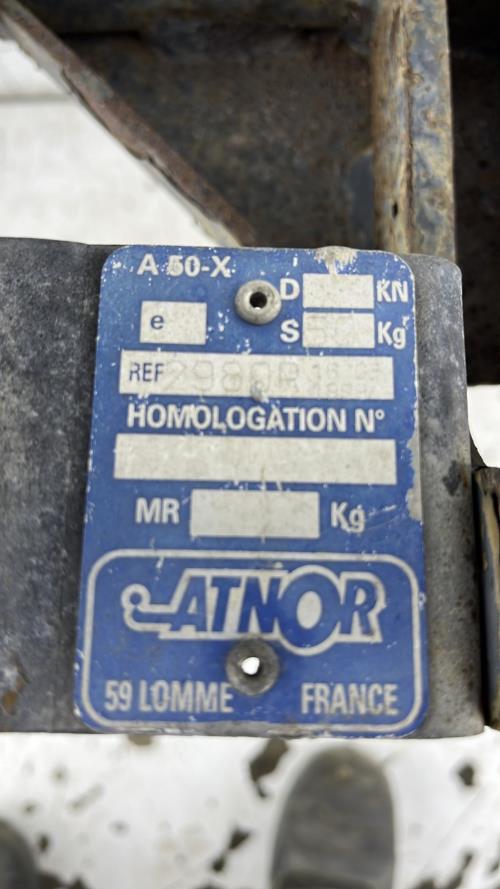 A 50-X
D KN
e
S Kg
REF 2980R
HOMOLOGATION N°
MR Kg
ATNOR
59 LOMME FRANCE